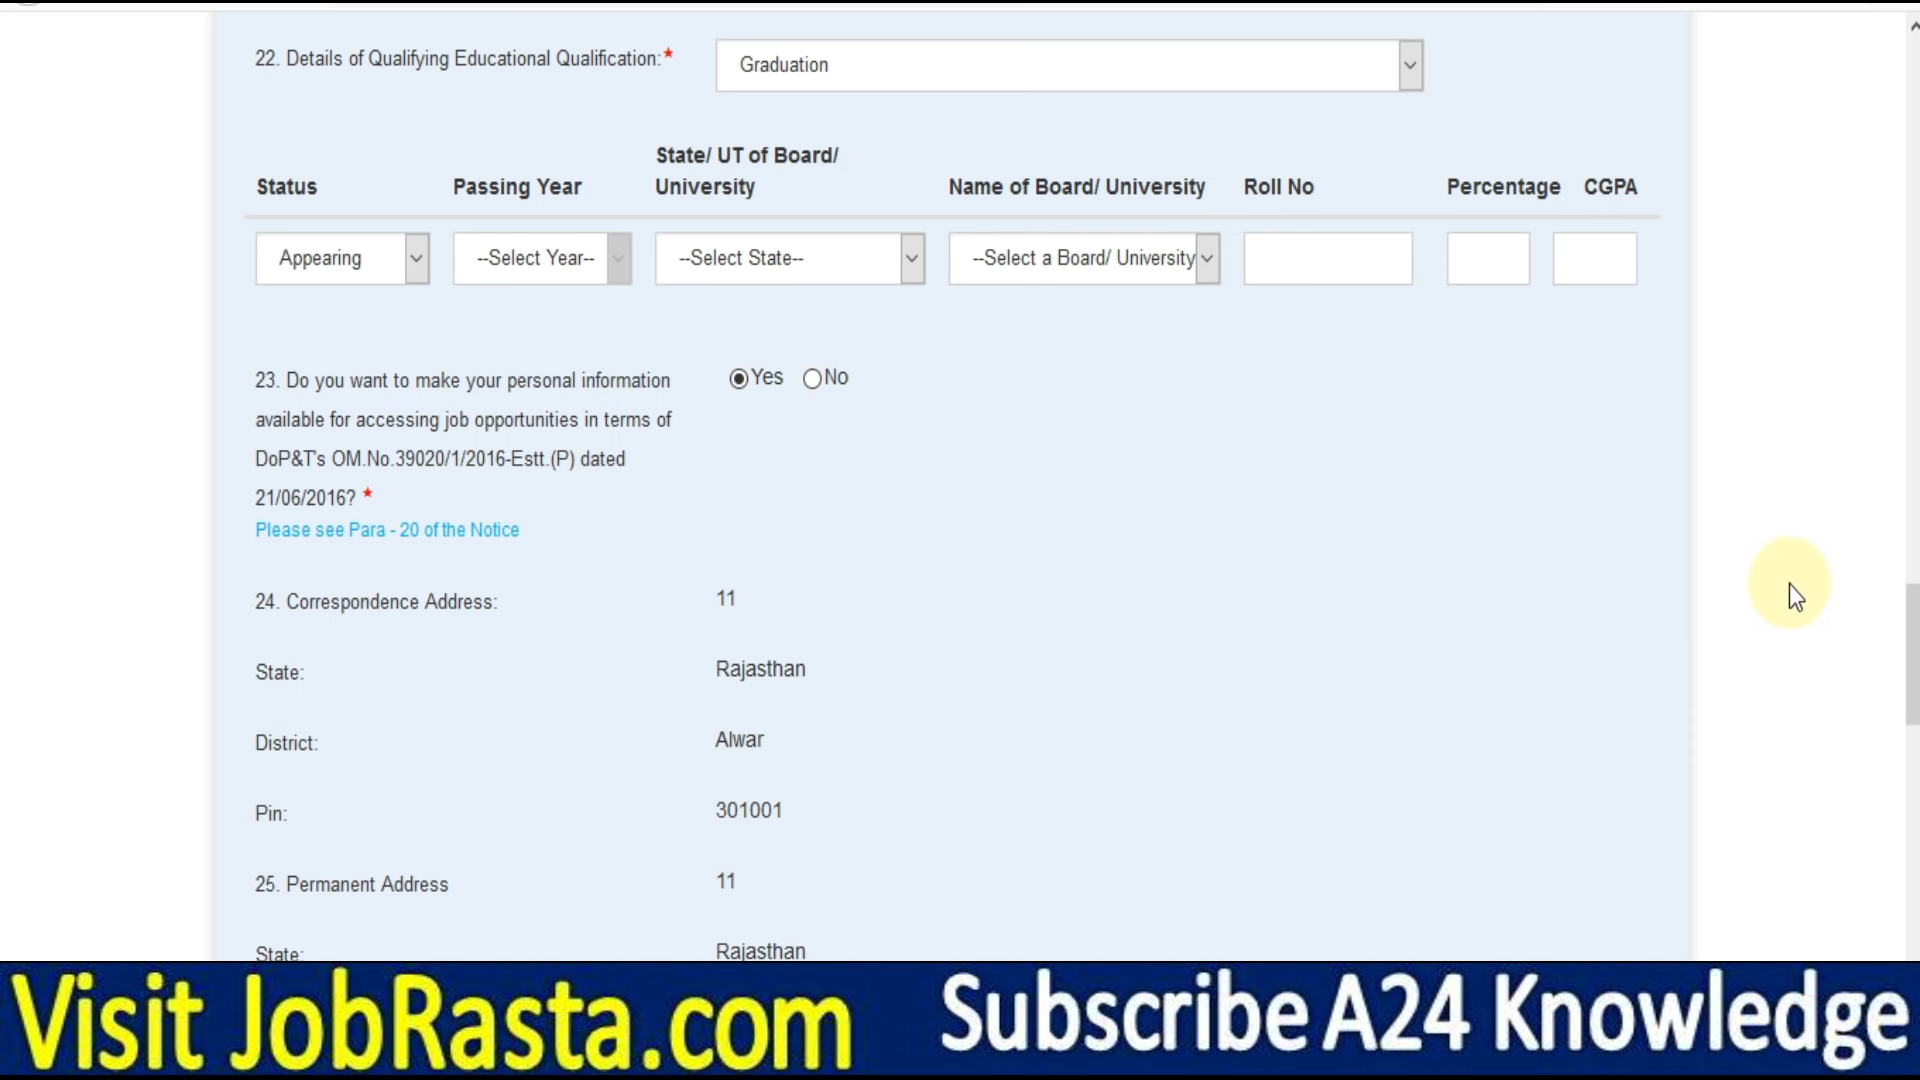 22. Details of Qualifying Educational Qualification:*
Graduation
Status
Passing Year
State/ UT of Board/
University
Name of Board/ University
Roll No
Percentage
CGPA
Appearing
--Select Year--
--Select State--
--Select a Board/ University
23. Do you want to make your personal information
available for accessing job opportunities in terms of
DoP&T's OM.No.39020/1/2016-Estt.(P) dated
21/06/2016? *
Yes
No
Please see Para - 20 of the Notice
24. Correspondence Address:
11
State:
Rajasthan
District:
Alwar
Pin:
301001
25. Permanent Address
11
State:
Rajasthan
Visit JobRasta.com
Subscribe A24 Knowledge